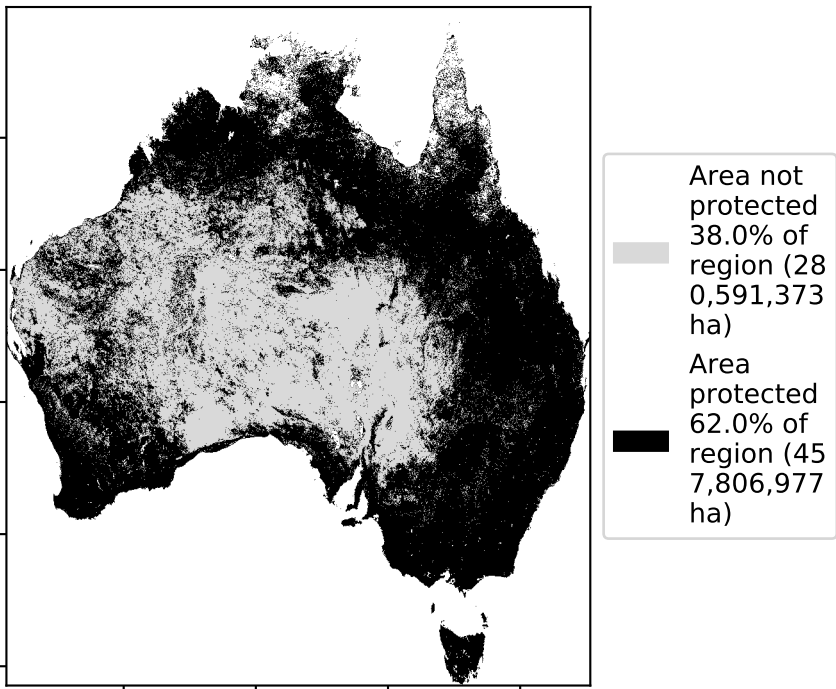 Area not
protected
38.0% of
region (28
0,591,373
ha)
Area
protected
62.0% of
region (45
7,806,977
ha)